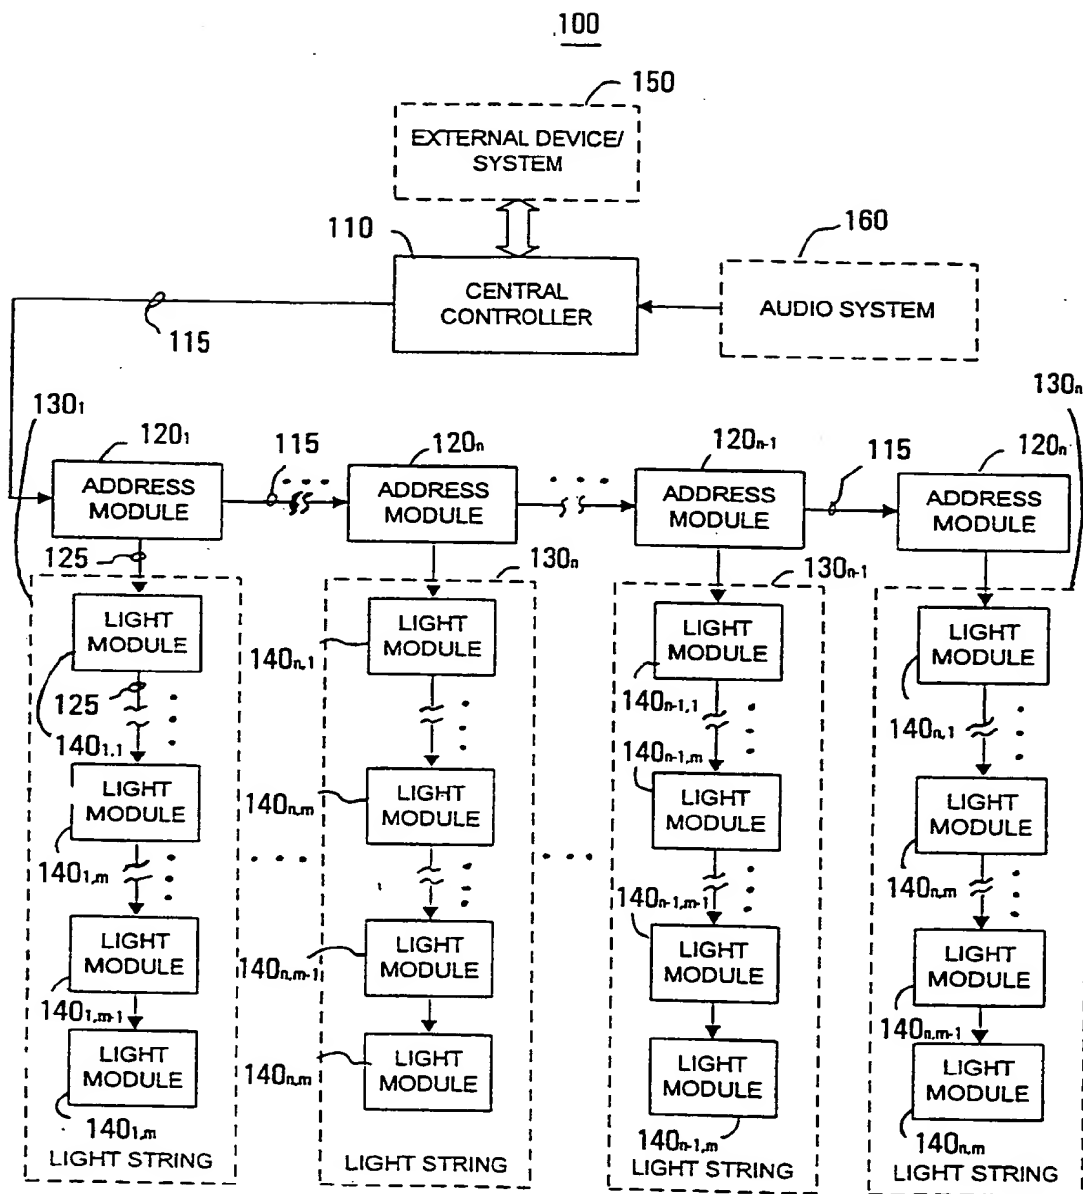 100
150
EXTERNAL DEVICE/
SYSTEM
110
160
CENTRAL
CONTROLLER
AUDIO SYSTEM
115
130₁
130ₙ
120₁
115
120ₙ
120ₙ₋₁
115
120ₙ
ADDRESS
MODULE
ADDRESS
MODULE
ADDRESS
MODULE
ADDRESS
MODULE
125
130ₙ
130ₙ₋₁
LIGHT
MODULE
LIGHT
MODULE
LIGHT
MODULE
LIGHT
MODULE
125
140₁,₁
140ₙ,₁
140ₙ₋₁,₁
140ₙ,₁
140ₙ₋₁,ₘ
LIGHT
MODULE
LIGHT
MODULE
LIGHT
MODULE
LIGHT
MODULE
140₁,ₘ
140ₙ,ₘ
140ₙ,ₘ
140ₙ₋₁,ₘ₋₁
LIGHT
MODULE
LIGHT
MODULE
LIGHT
MODULE
LIGHT
MODULE
140₁,ₘ₋₁
140ₙ,ₘ₋₁
140ₙ,ₘ₋₁
LIGHT
MODULE
LIGHT
MODULE
LIGHT
MODULE
LIGHT
MODULE
140₁,ₘ
140ₙ,ₘ
140ₙ₋₁,ₘ
140ₙ,ₘ
LIGHT STRING
LIGHT STRING
LIGHT STRING
LIGHT STRING